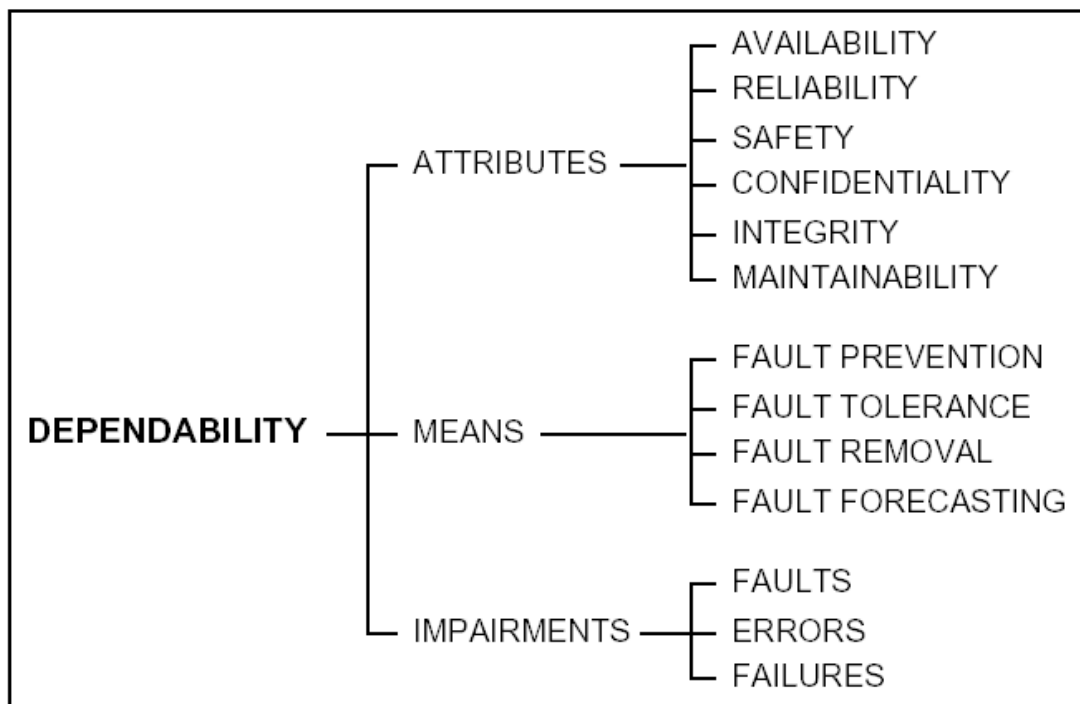 AVAILABILITY
RELIABILITY
SAFETY
ATTRIBUTES
CONFIDENTIALITY
INTEGRITY
MAINTAINABILITY
FAULT PREVENTION
FAULT TOLERANCE
DEPENDABILITY
MEANS
FAULT REMOVAL
FAULT FORECASTING
FAULTS
IMPAIRMENTS
ERRORS
FAILURES